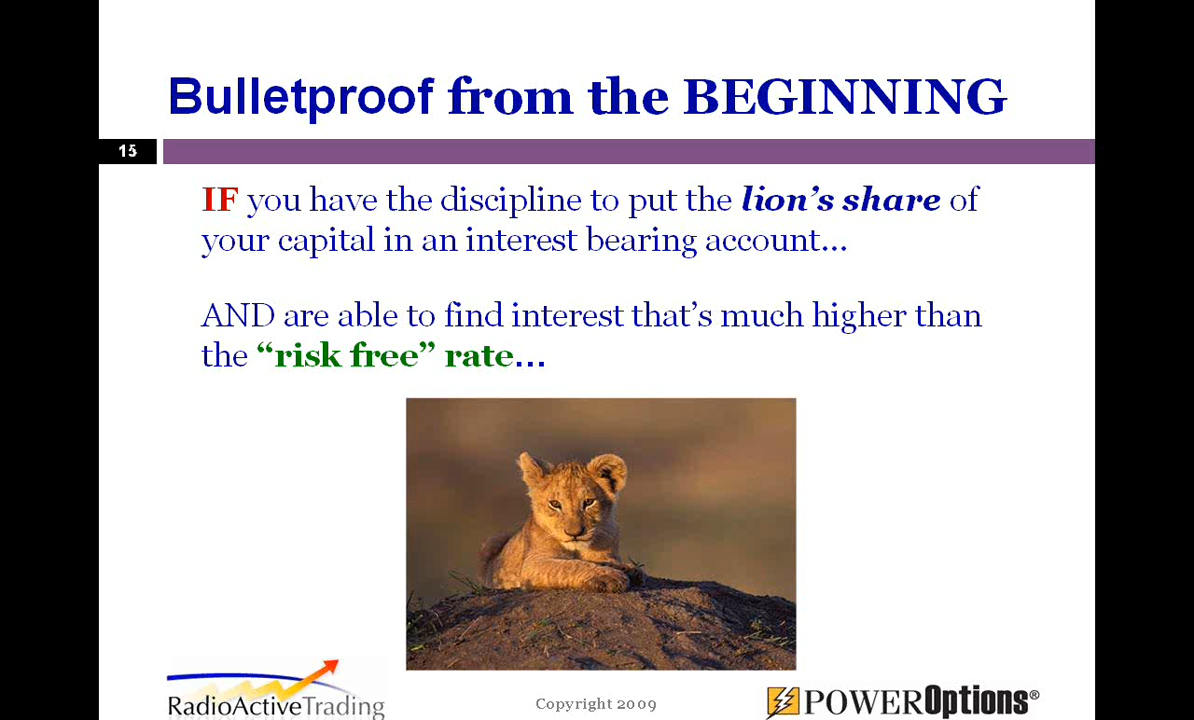 Bulletproof from the BEGINNING
15
IF you have the discipline to put the lion’s share of
your capital in an interest bearing account...
AND are able to find interest that’s much higher than
the “risk free” rate...
RadioActiveTrading
Copyright 2009
POWEROptions®